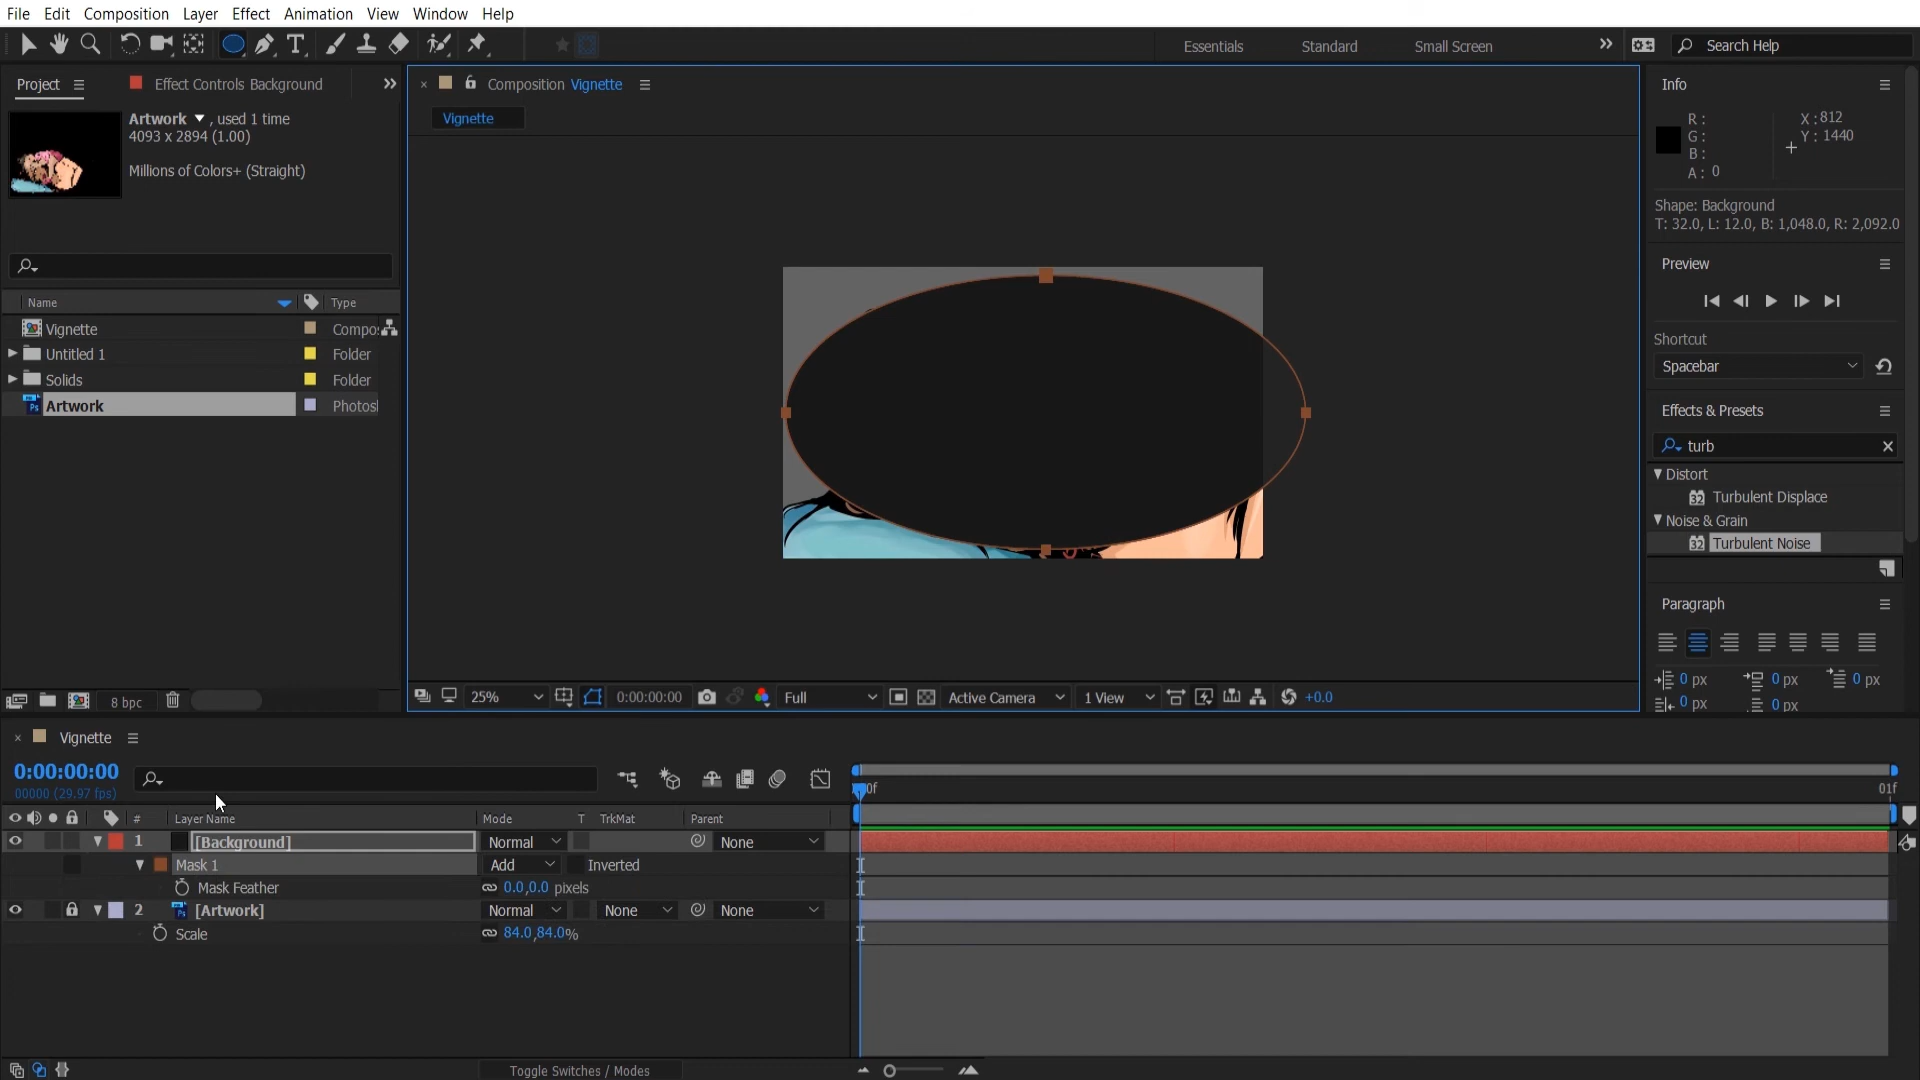 File Edit Composition Layer Effect Animation View Window Help
Essentials Standard Small Screen Search Help
Project Effect Controls Background
Artwork , used 1 time
4093 x 2894 (1.00)
Millions of Colors+ (Straight)
Name Type
Vignette Compo
Untitled 1 Folder
Solids Folder
Artwork Photosl
8 bpc
Composition Vignette
Vignette
25% 0:00:00:00 Full Active Camera 1 View +0.0
Info
R: X: 812
G: Y: 1440
B:
A: 0
Shape: Background
T: 32.0, L: 12.0, B: 1,048.0, R: 2,092.0
Preview
Shortcut
Spacebar
Effects & Presets
turb
Distort
32 Turbulent Displace
Noise & Grain
32 Turbulent Noise
Paragraph
0 px 0 px 0 px
0 px 0 px
Vignette
0:00:00:00
00000 (29.97 fps)
0f 01f
# Layer Name Mode T TrkMat Parent
1 [Background] Normal None
Mask 1 Add Inverted
Mask Feather 0.0,0.0 pixels
2 Ps [Artwork] Normal None None
Scale 84.0,84.0%
Toggle Switches / Modes